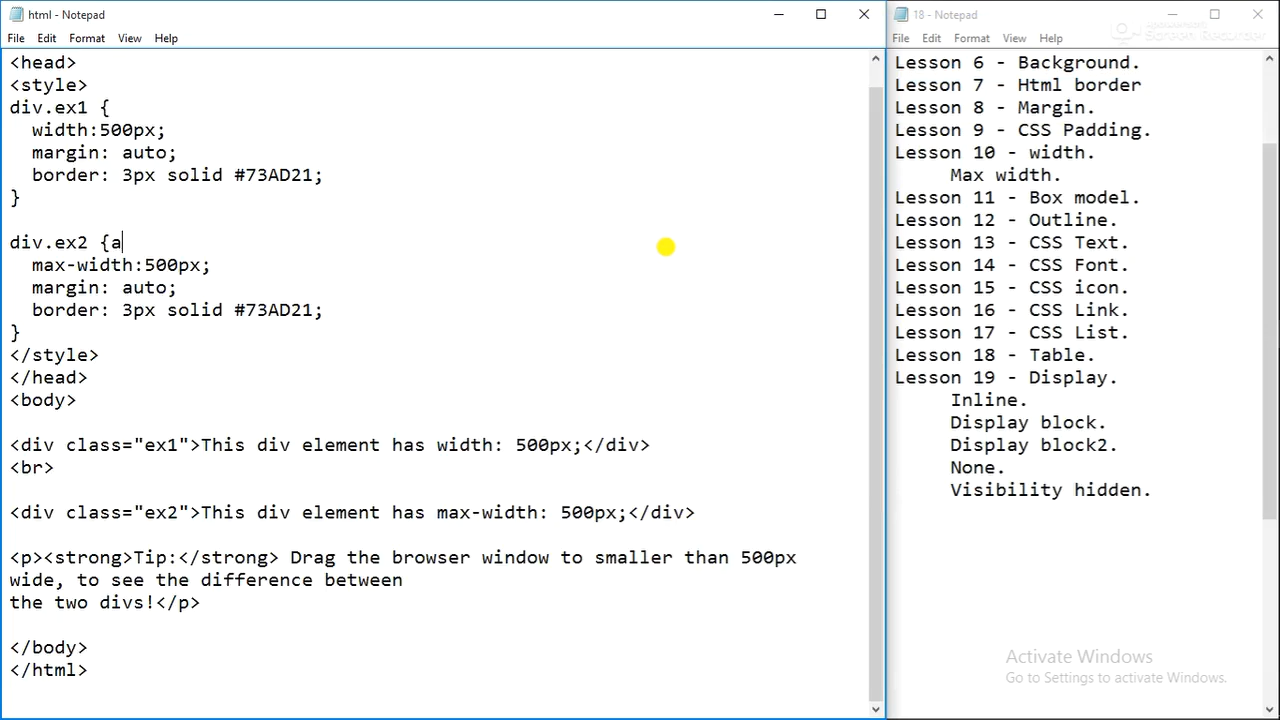 html - Notepad
File Edit Format View Help
<head>
<style>
div.ex1 {
  width:500px;
  margin: auto;
  border: 3px solid #73AD21;
}
div.ex2 {a
  max-width:500px;
  margin: auto;
  border: 3px solid #73AD21;
}
</style>
</head>
<body>
<div class="ex1">This div element has width: 500px;</div>
<br>
<div class="ex2">This div element has max-width: 500px;</div>
<p><strong>Tip:</strong> Drag the browser window to smaller than 500px
wide, to see the difference between
the two divs!</p>
</body>
</html>
18 - Notepad
File Edit Format View Help
Screen Recorder
Lesson 6 - Background.
Lesson 7 - Html border
Lesson 8 - Margin.
Lesson 9 - CSS Padding.
Lesson 10 - width.
     Max width.
Lesson 11 - Box model.
Lesson 12 - Outline.
Lesson 13 - CSS Text.
Lesson 14 - CSS Font.
Lesson 15 - CSS icon.
Lesson 16 - CSS Link.
Lesson 17 - CSS List.
Lesson 18 - Table.
Lesson 19 - Display.
     Inline.
     Display block.
     Display block2.
     None.
     Visibility hidden.
Activate Windows
Go to Settings to activate Windows.